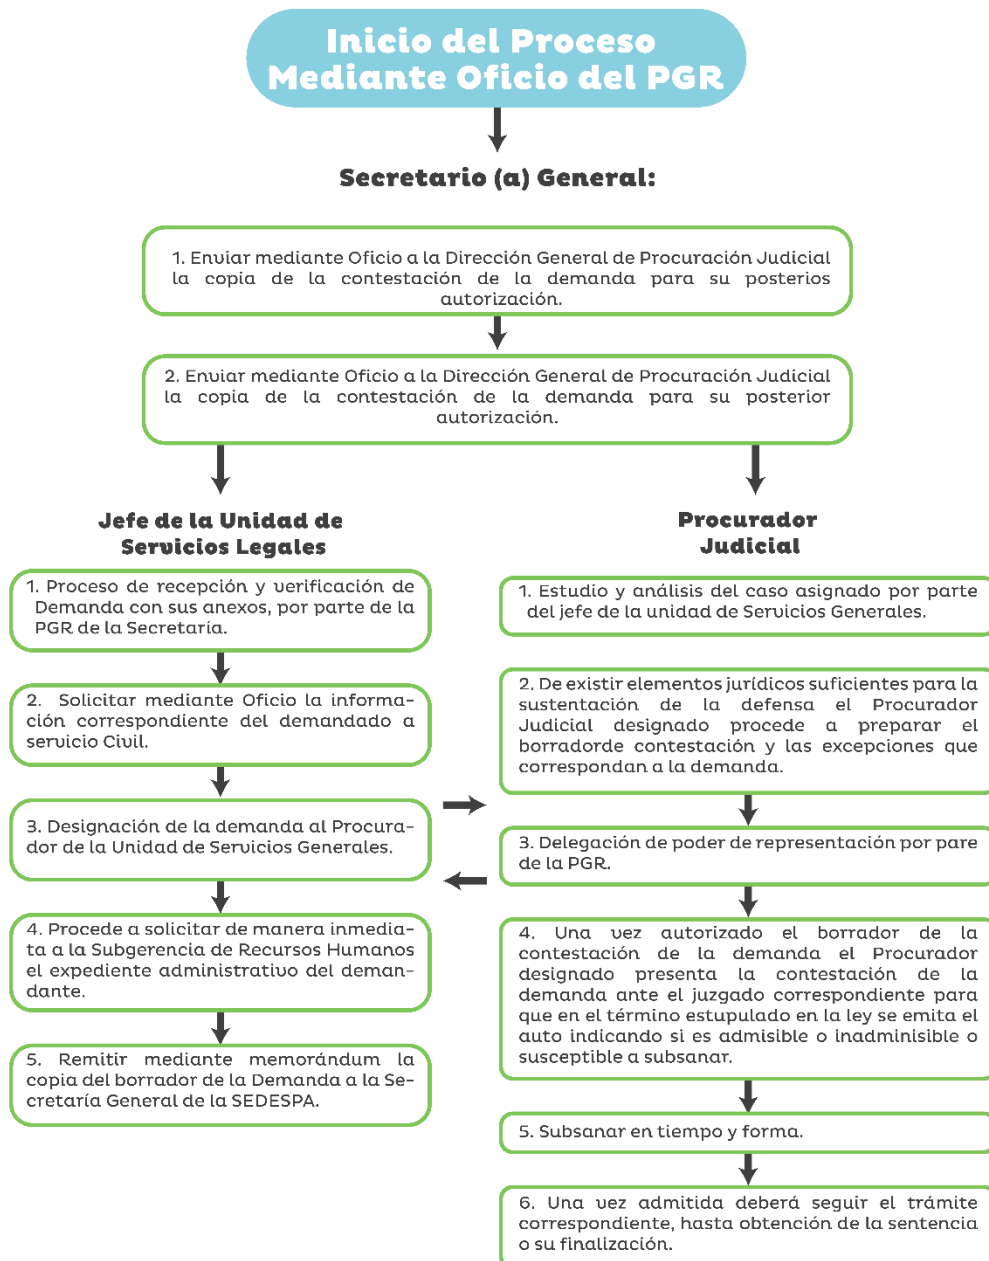 Inicio del Proceso
Mediante Oficio del PGR
Secretario (a) General:
1. Enviar mediante Oficio a la Dirección General de Procuración Judicial
la copia de la contestación de la demanda para su posterios
autorización.
2. Enviar mediante Oficio a la Dirección General de Procuración Judicial
la copia de la contestación de la demanda para su posterior
autorización.
Jefe de la Unidad de
Servicios Legales
1. Proceso de recepción y verificación de
Demanda con sus anexos, por parte de la
PGR de la Secretaría.
2. Solicitar mediante Oficio la informa-
ción correspondiente del demandado a
servicio Civil.
3. Designación de la demanda al Procura-
dor de la Unidad de Servicios Generales.
4. Procede a solicitar de manera inmedia-
ta a la Subgerencia de Recursos Humanos
el expediente administrativo del deman-
dante.
5. Remitir mediante memorándum la
copia del borrador de la Demanda a la Se-
cretaría General de la SEDESPA.
Procurador
Judicial
1. Estudio y análisis del caso asignado por parte
del jefe de la unidad de Servicios Generales.
2. De existir elementos jurídicos suficientes para la
sustentación de la defensa el Procurador
Judicial designado procede a preparar el
borradorde contestación y las excepciones que
correspondan a la demanda.
3. Delegación de poder de representación por pare
de la PGR.
4. Una vez autorizado el borrador de la
contestación de la demanda el Procurador
designado presenta la contestación de la
demanda ante el juzgado correspondiente para
que en el término estupulado en la ley se emita el
auto indicando si es admisible o inadminisible o
susceptible a subsanar.
5. Subsanar en tiempo y forma.
6. Una vez admitida deberá seguir el trámite
correspondiente, hasta obtención de la sentencia
o su finalización.